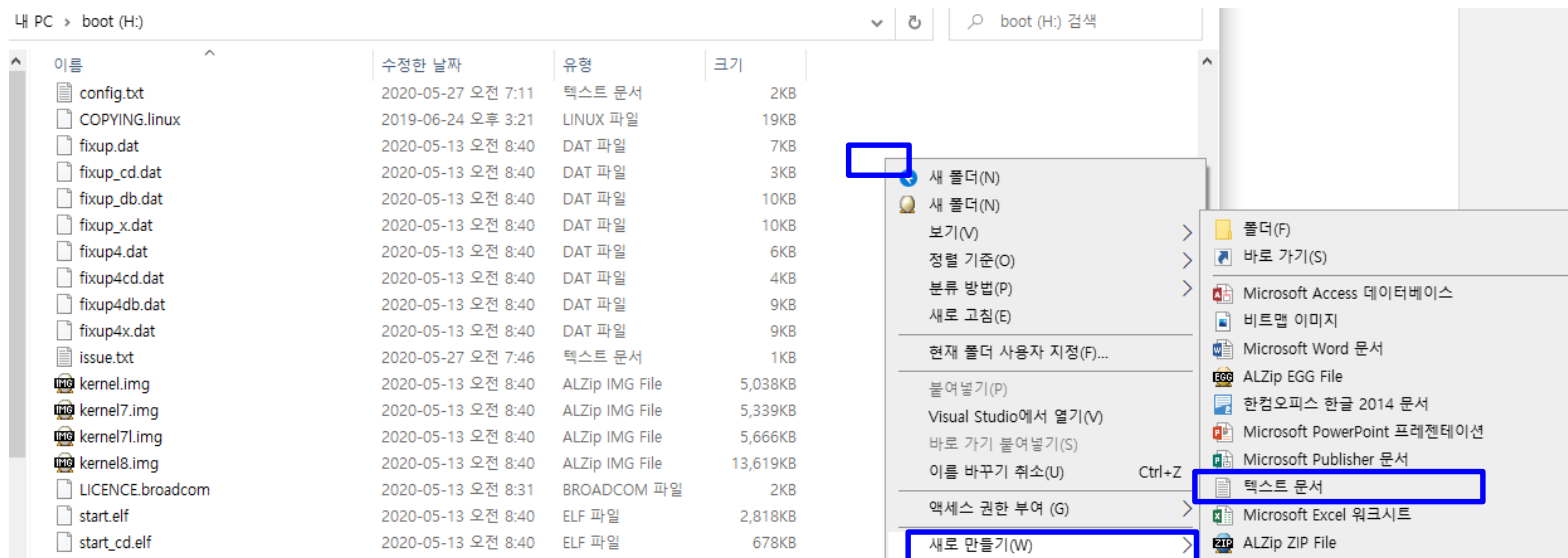 내 PC > boot (H:)
boot (H:) 검색
이름 수정한 날짜 유형 크기
config.txt 2020-05-27 오전 7:11 텍스트 문서 2KB
COPYING.linux 2019-06-24 오후 3:21 LINUX 파일 19KB
fixup.dat 2020-05-13 오전 8:40 DAT 파일 7KB
fixup_cd.dat 2020-05-13 오전 8:40 DAT 파일 3KB
fixup_db.dat 2020-05-13 오전 8:40 DAT 파일 10KB
fixup_x.dat 2020-05-13 오전 8:40 DAT 파일 10KB
fixup4.dat 2020-05-13 오전 8:40 DAT 파일 6KB
fixup4cd.dat 2020-05-13 오전 8:40 DAT 파일 4KB
fixup4db.dat 2020-05-13 오전 8:40 DAT 파일 9KB
fixup4x.dat 2020-05-13 오전 8:40 DAT 파일 9KB
issue.txt 2020-05-27 오전 7:46 텍스트 문서 1KB
kernel.img 2020-05-13 오전 8:40 ALZip IMG File 5,038KB
kernel7.img 2020-05-13 오전 8:40 ALZip IMG File 5,339KB
kernel7l.img 2020-05-13 오전 8:40 ALZip IMG File 5,666KB
kernel8.img 2020-05-13 오전 8:40 ALZip IMG File 13,619KB
LICENCE.broadcom 2020-05-13 오전 8:31 BROADCOM 파일 2KB
start.elf 2020-05-13 오전 8:40 ELF 파일 2,818KB
start_cd.elf 2020-05-13 오전 8:40 ELF 파일 678KB
새 폴더(N)
새 폴더(N)
보기(V)
정렬 기준(O)
분류 방법(P)
새로 고침(E)
현재 폴더 사용자 지정(F)...
붙여넣기(P)
Visual Studio에서 열기(V)
바로 가기 붙여넣기(S)
이름 바꾸기 취소(U) Ctrl+Z
액세스 권한 부여 (G)
새로 만들기(W)
폴더(F)
바로 가기(S)
Microsoft Access 데이터베이스
비트맵 이미지
Microsoft Word 문서
ALZip EGG File
한컴오피스 한글 2014 문서
Microsoft PowerPoint 프레젠테이션
Microsoft Publisher 문서
텍스트 문서
Microsoft Excel 워크시트
ALZip ZIP File